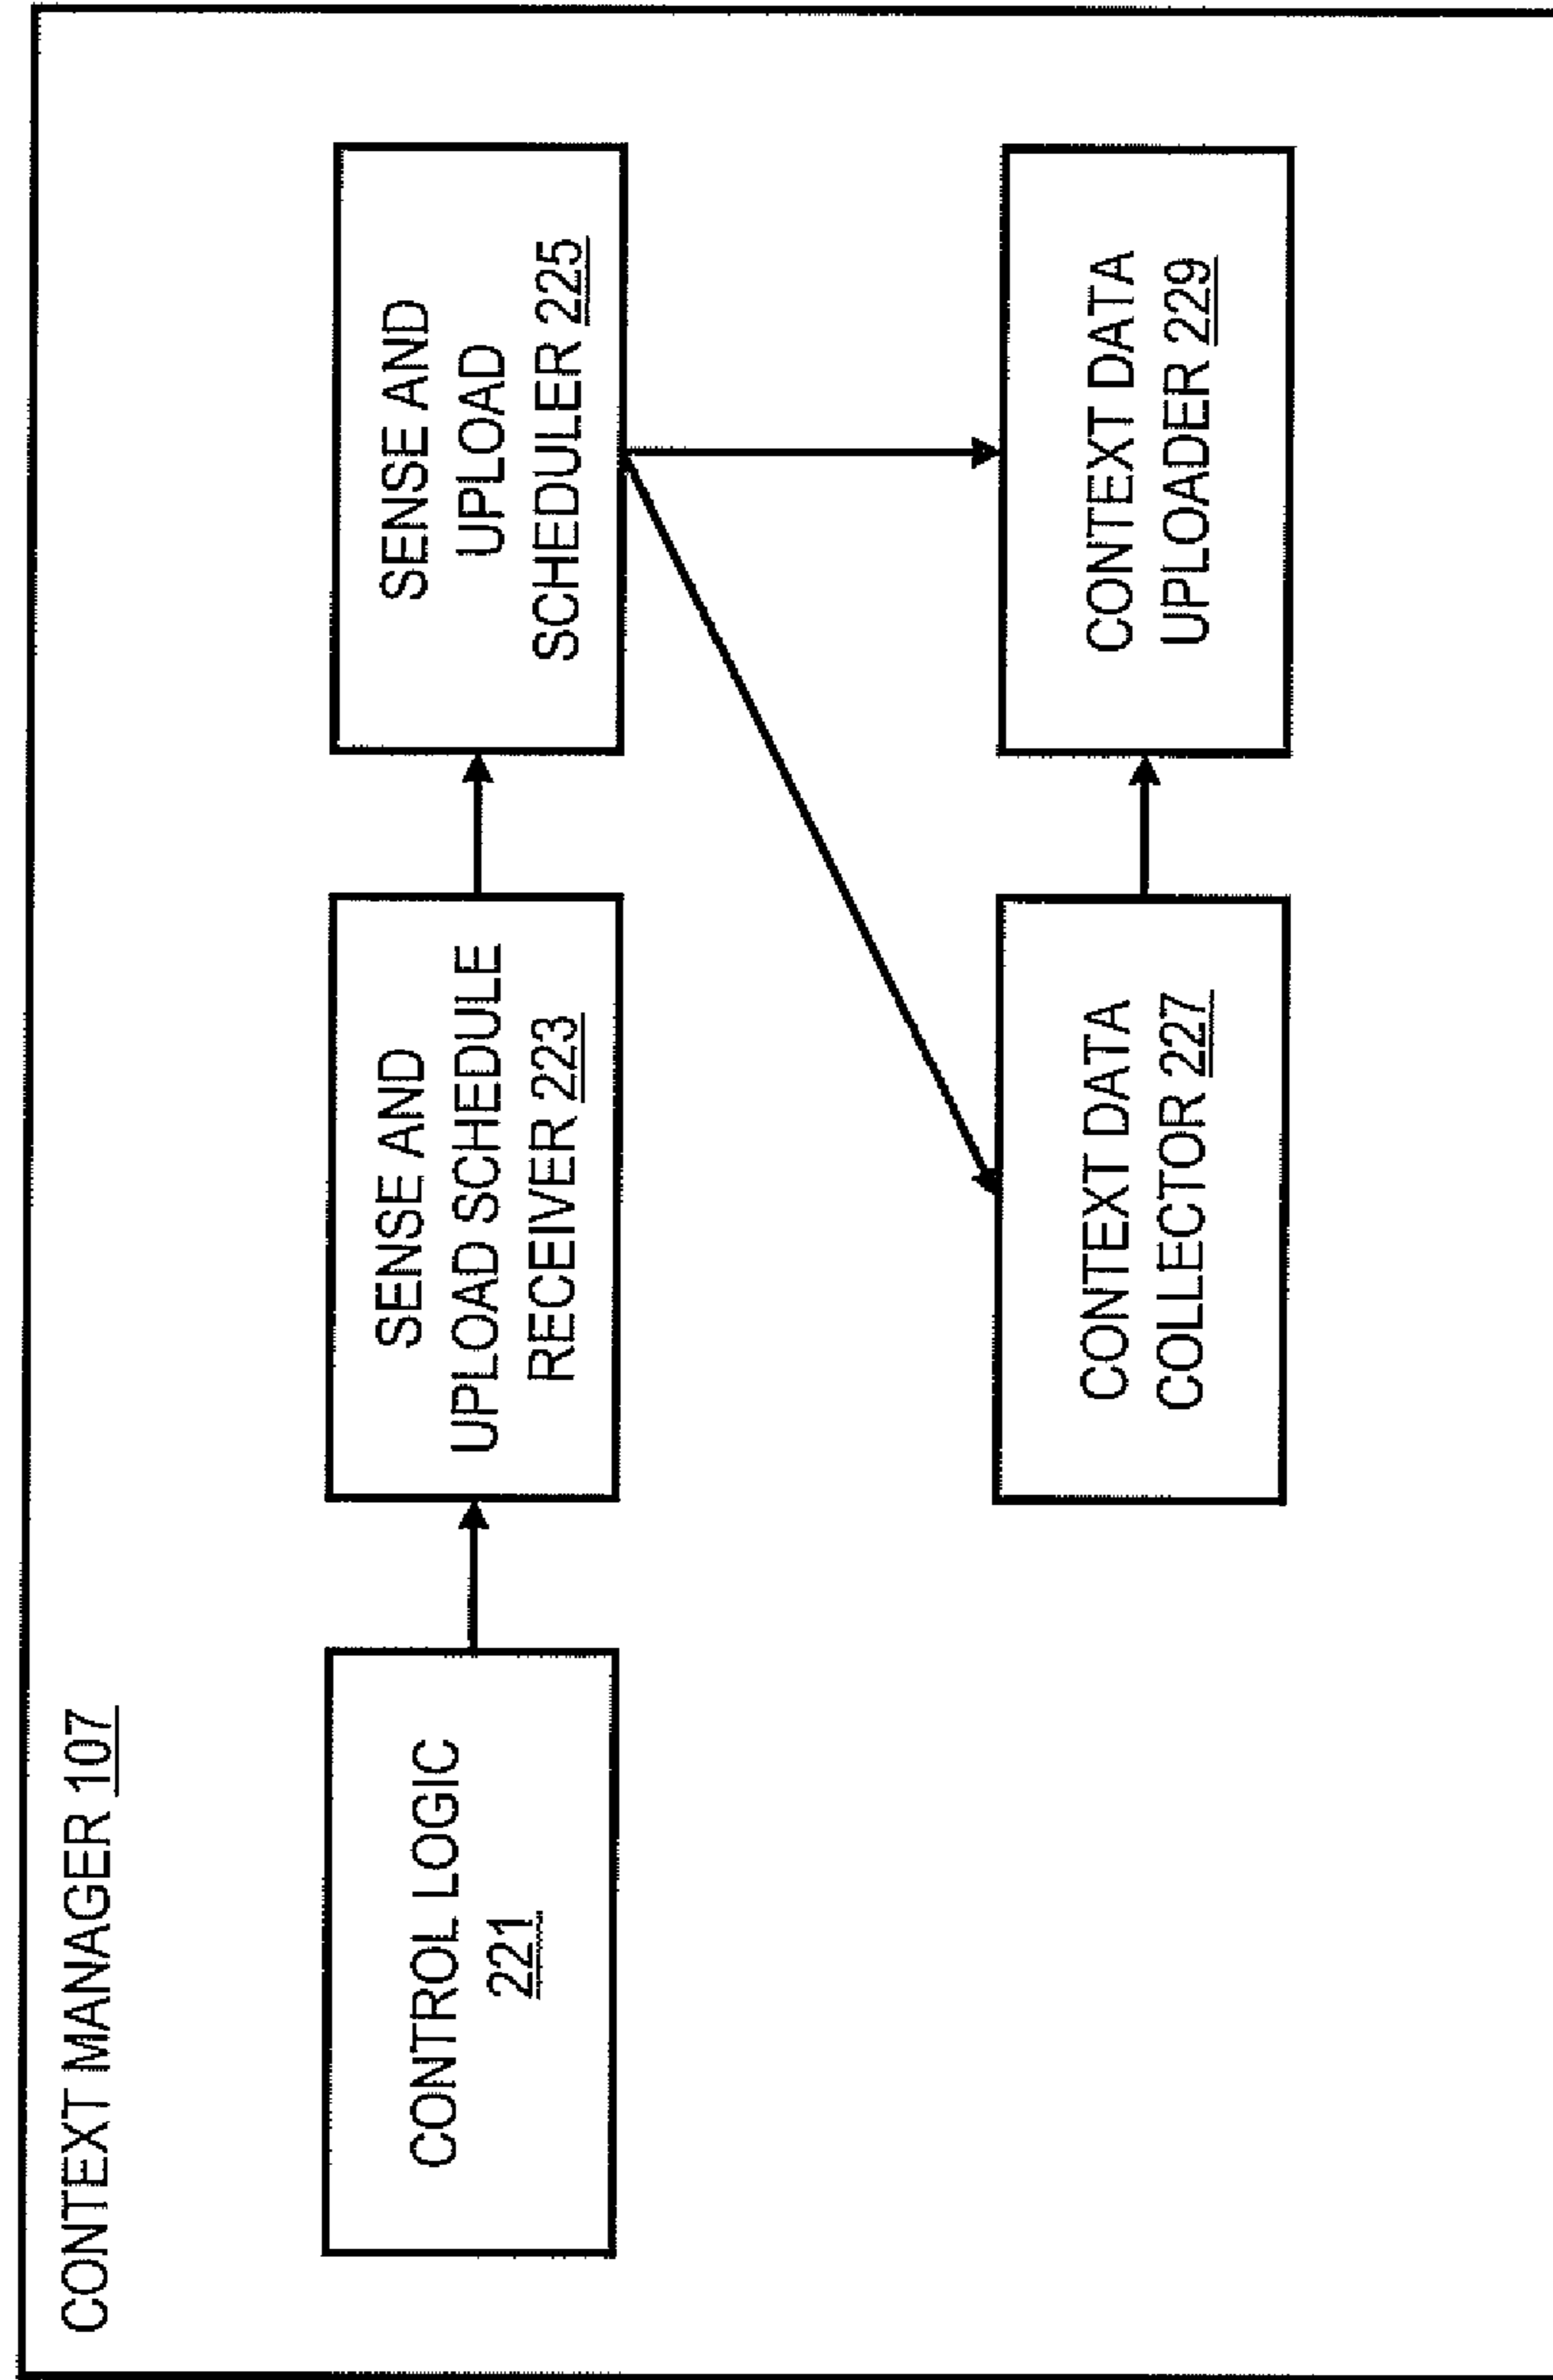 CONTEXT MANAGER 107
CONTROL LOGIC
221
SENSE AND
UPLOAD SCHEDULE
RECEIVER 223
SENSE AND
UPLOAD
SCHEDULER 225
CONTEXT DATA
COLLECTOR 227
CONTEXT DATA
UPLOADER 229